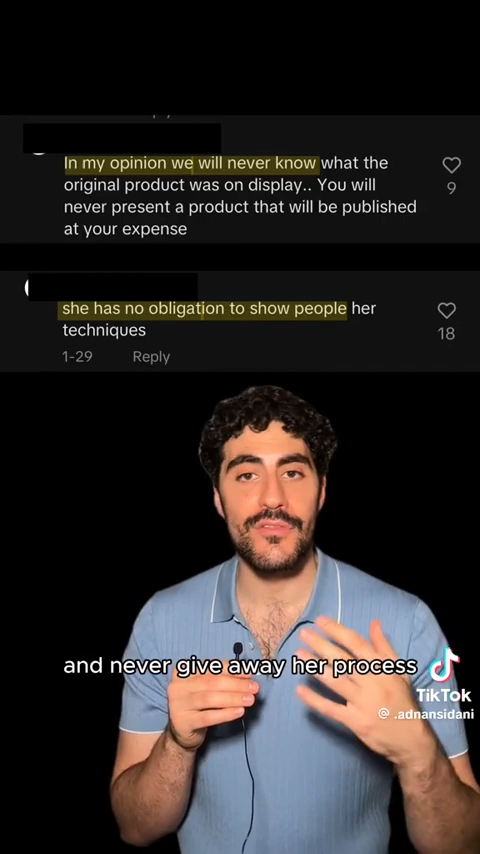 In my opinion we will never know what the
original product was on display.. You will
never present a product that will be published
at your expense
9
she has no obligation to show people her
techniques
18
1-29 Reply
and never give away her process
TikTok
@ .adnansidani